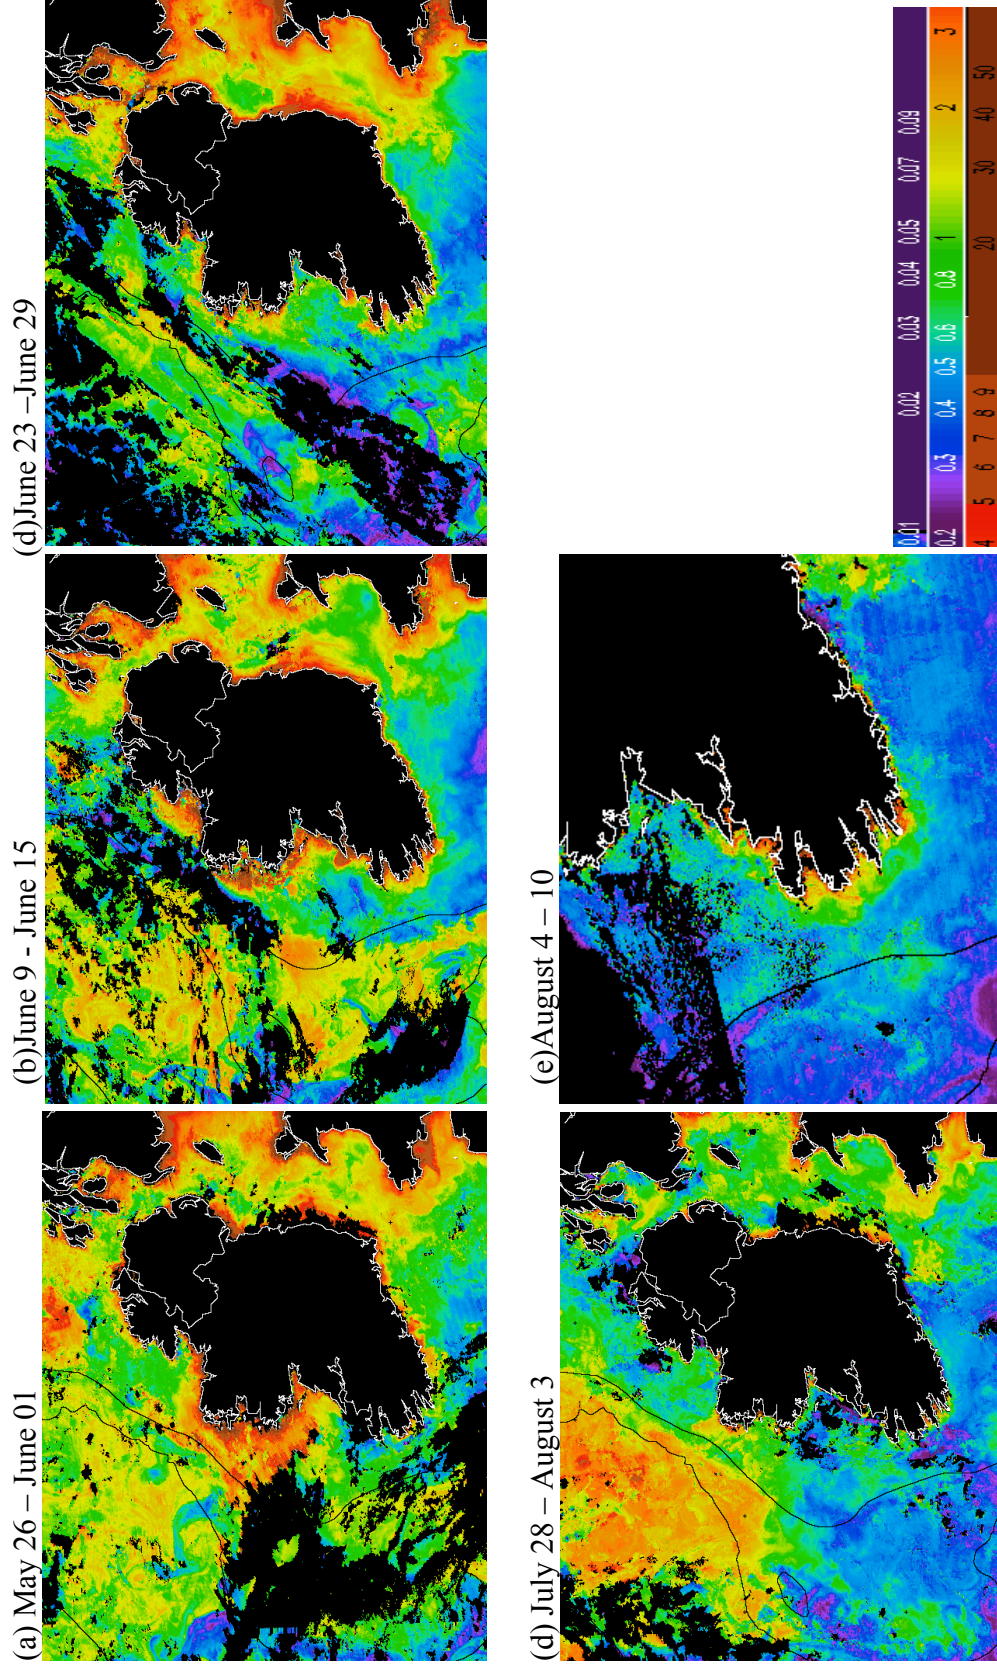 (a) May 26 – June 01
(b)June 9 - June 15
(d)June 23 –June 29
(d) July 28 – August 3
(e)August 4 – 10
0.01 0.02 0.03 0.04 0.05 0.07 0.09
0.2 0.3 0.4 0.5 0.6 0.8 1 2 3
4 5 6 7 8 9 20 30 40 50